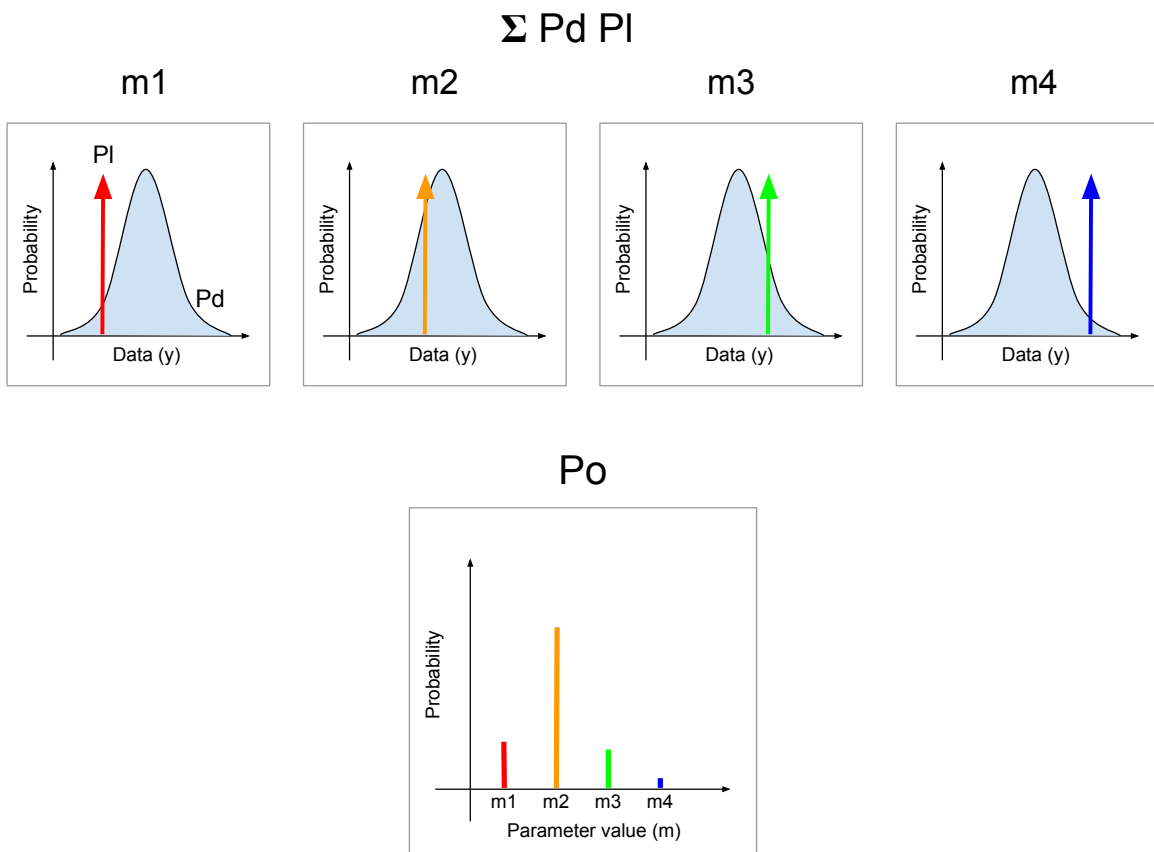 Σ Pd Pl
m1
m2
m3
m4
Probability
Pl
Pd
Data (y)
Probability
Data (y)
Probability
Data (y)
Probability
Data (y)
Po
Probability
m1 m2 m3 m4
Parameter value (m)